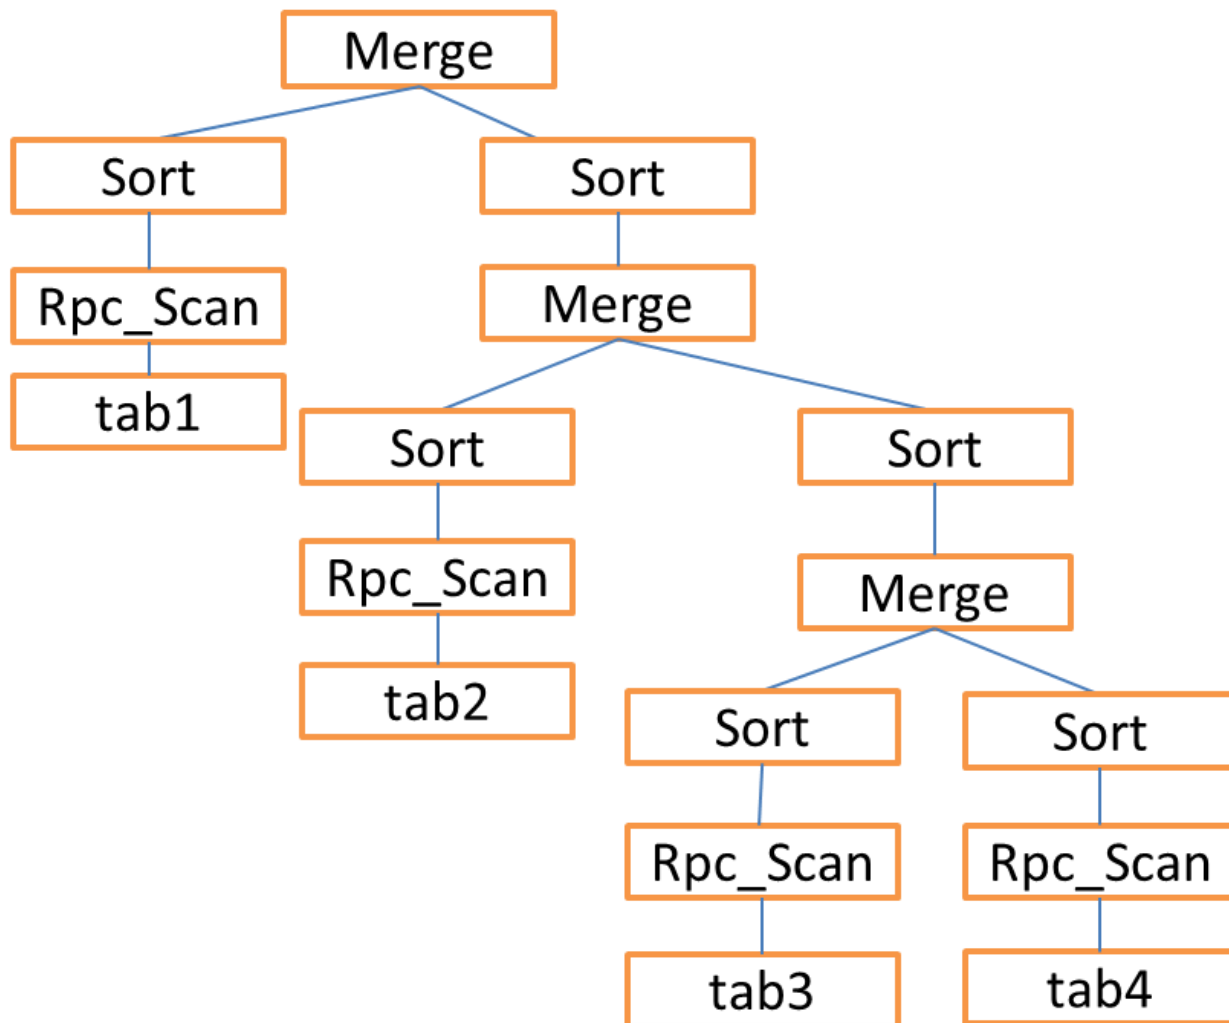 Merge
Sort
Sort
Rpc_Scan
Merge
tab1
Sort
Sort
Rpc_Scan
Merge
tab2
Sort
Sort
Rpc_Scan
Rpc_Scan
tab3
tab4